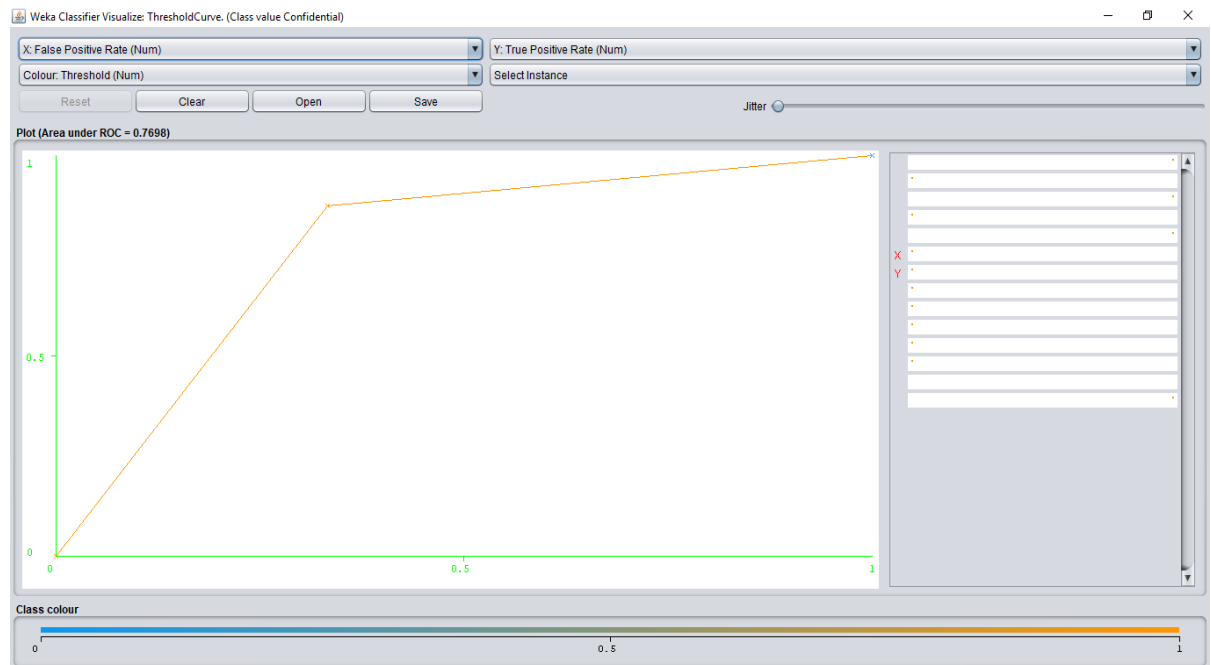 Weka Classifier Visualize: ThresholdCurve. (Class value Confidential)
X: False Positive Rate (Num)
Y: True Positive Rate (Num)
Colour: Threshold (Num)
Select Instance
Reset
Clear
Open
Save
Jitter
Plot (Area under ROC = 0.7698)
1
0.5
0
0
0.5
1
X
Y
Class colour
0
0.5
1